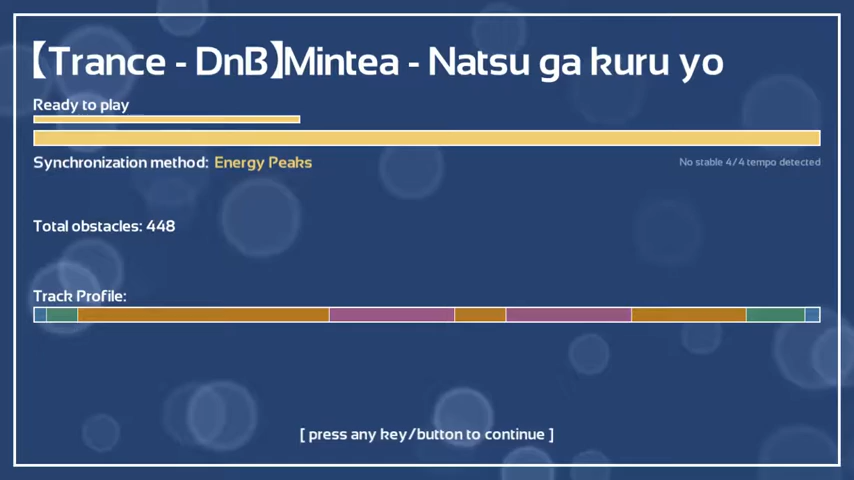 【Trance - DnB】Mintea - Natsu ga kuru yo
Ready to play
Synchronization method: Energy Peaks
No stable 4/4 tempo detected
Total obstacles: 448
Track Profile:
[ press any key/button to continue ]